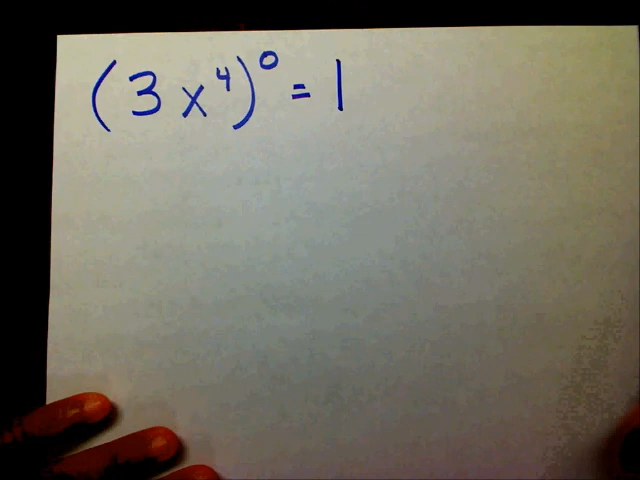 (3x⁴)⁰ = 1